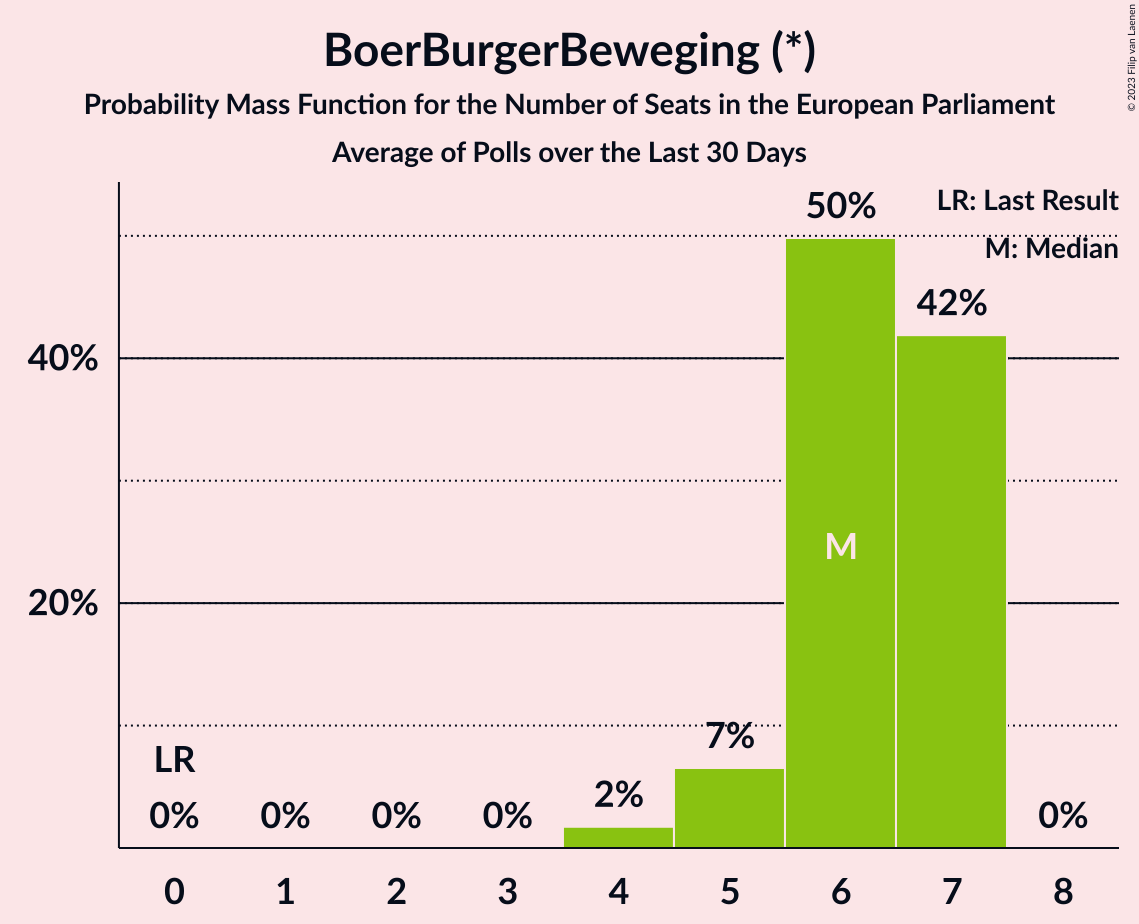 BoerBurgerBeweging (*)
Probability Mass Function for the Number of Seats in the European Parliament
Average of Polls over the Last 30 Days
© 2023 Filip van Laenen
LR: Last Result
M: Median
50%
42%
40%
M
20%
7%
LR
2%
0% 0% 0% 0% 0%
0 1 2 3 4 5 6 7 8